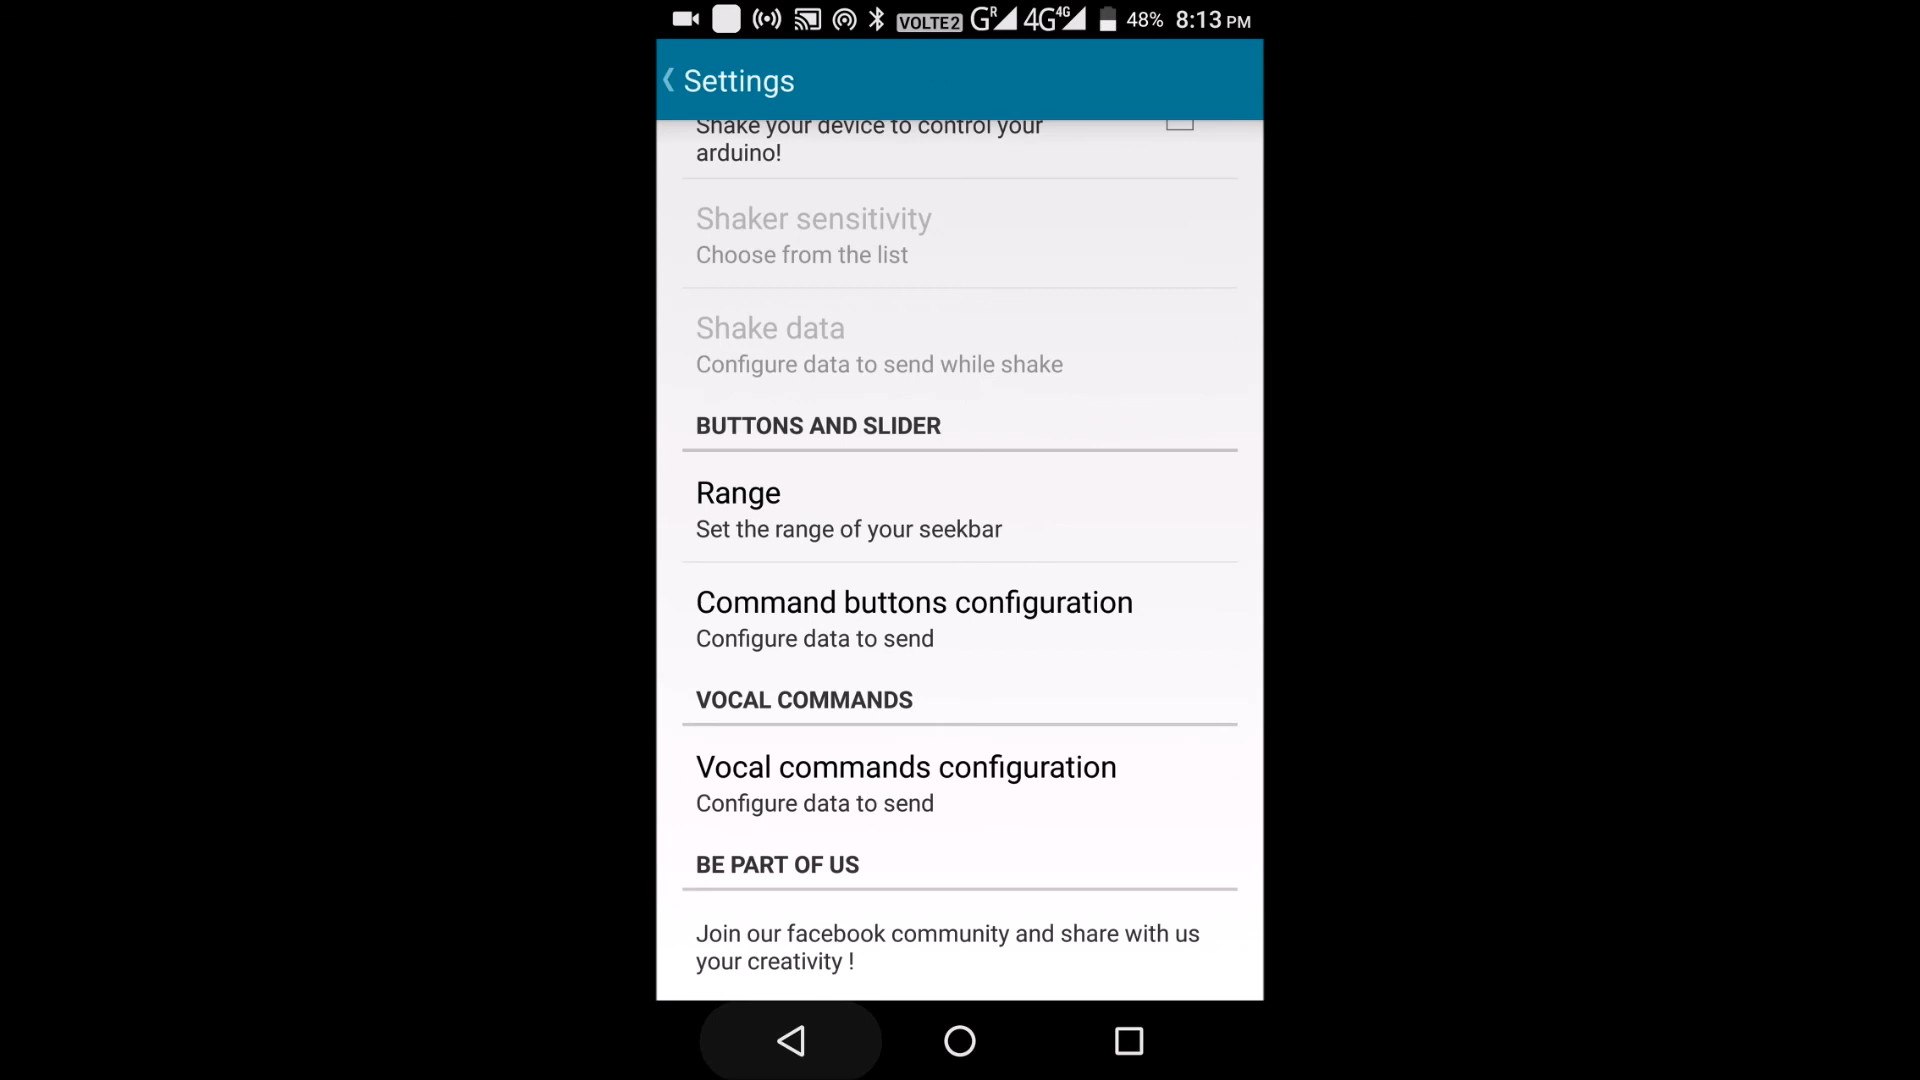 VOLTE2 G R 4G 4G 48% 8:13 PM
Settings
Shake your device to control your
arduino!
Shaker sensitivity
Choose from the list
Shake data
Configure data to send while shake
BUTTONS AND SLIDER
Range
Set the range of your seekbar
Command buttons configuration
Configure data to send
VOCAL COMMANDS
Vocal commands configuration
Configure data to send
BE PART OF US
Join our facebook community and share with us
your creativity !